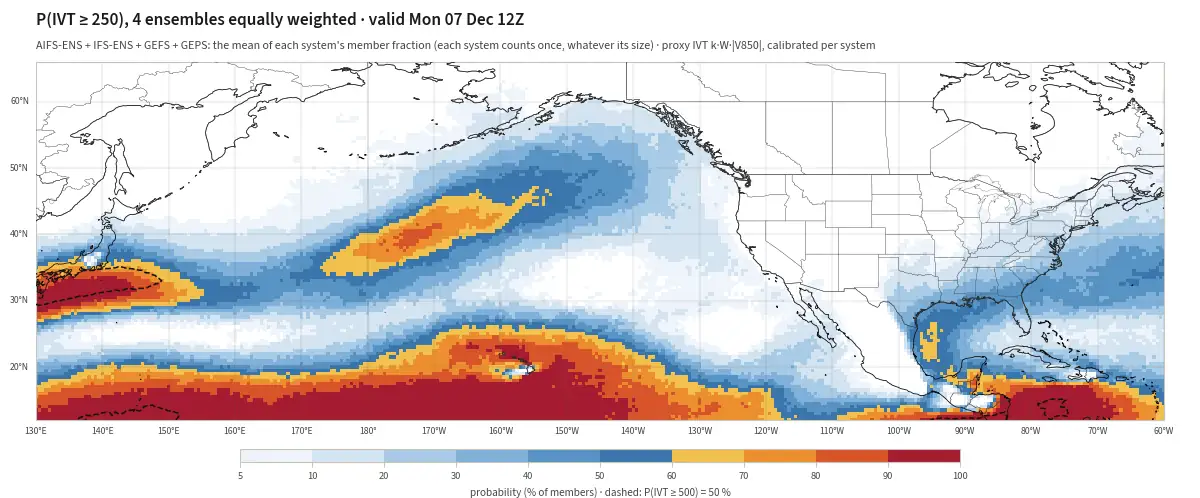 P(IVT ≥ 250), 4 ensembles equally weighted · valid Mon 07 Dec 12Z
AIFS-ENS + IFS-ENS + GEFS + GEPS: the mean of each system's member fraction (each system counts once, whatever its size) · proxy IVT k·W·|V850|, calibrated per system
60°N
50°N
40°N
30°N
20°N
130°E 140°E 150°E 160°E 170°E 180° 170°W 160°W 150°W 140°W 130°W 120°W 110°W 100°W 90°W 80°W 70°W 60°W
5 10 20 30 40 50 60 70 80 90 100
probability (% of members) · dashed: P(IVT ≥ 500) = 50 %